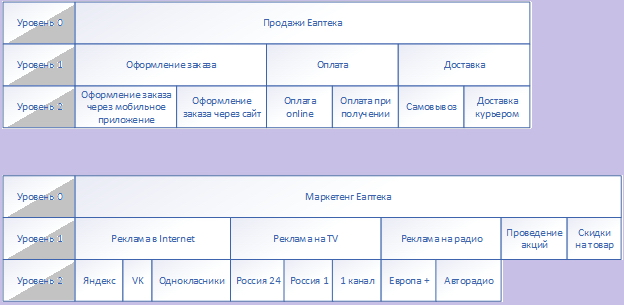 Уровень 0
Продажи Еаптека
Уровень 1
Оформление заказа
Оплата
Доставка
Уровень 2
Оформление заказа
через мобильное
приложение
Оформление
заказа через сайт
Оплата
online
Оплата при
получении
Самовывоз
Доставка
курьером
Уровень 0
Маркетинг Еаптека
Уровень 1
Реклама в Internet
Реклама на TV
Реклама на радио
Проведение
акций
Скидки
на товар
Уровень 2
Яндекс
VK
Однокласники
Россия 24
Россия 1
1 канал
Европа +
Авторадио